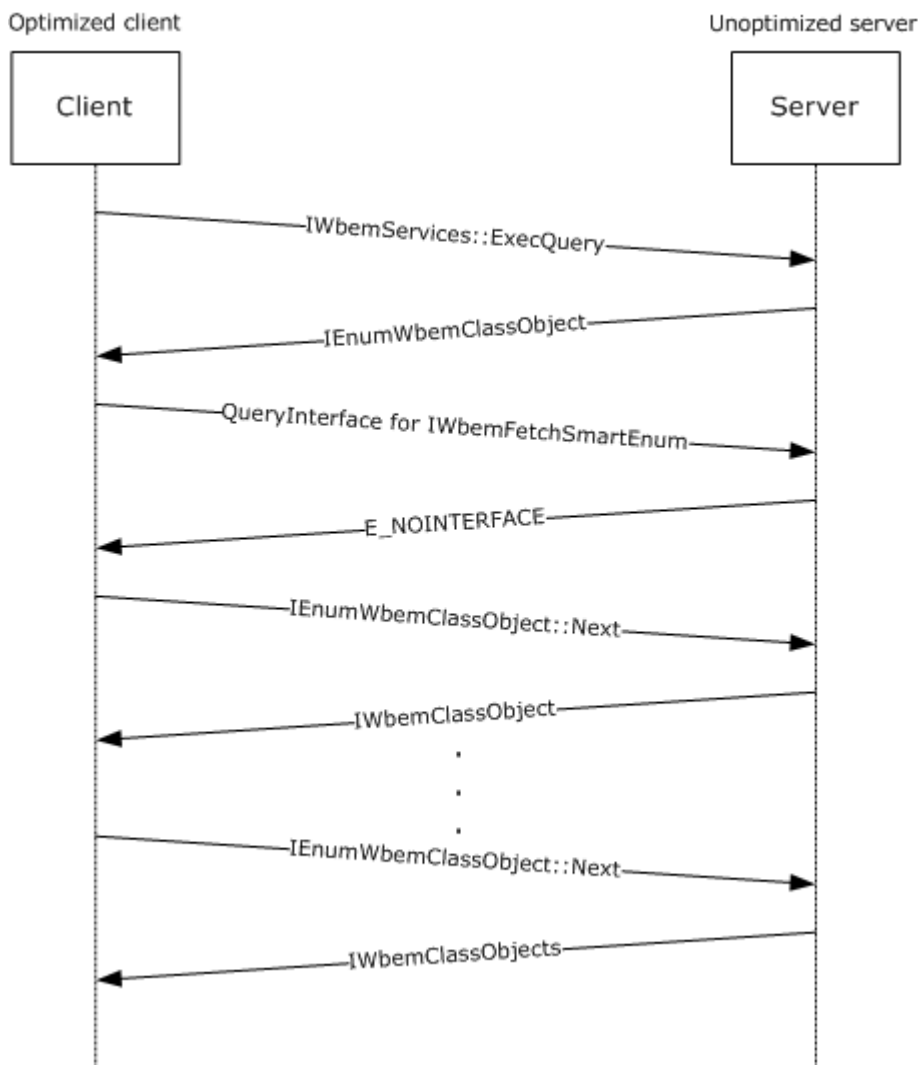 Optimized client
Unoptimized server
Client
Server
IWbemServices::ExecQuery
IEnumWbemClassObject
QueryInterface for IWbemFetchSmartEnum
E_NOINTERFACE
IEnumWbemClassObject::Next
IWbemClassObject
IEnumWbemClassObject::Next
IWbemClassObjects